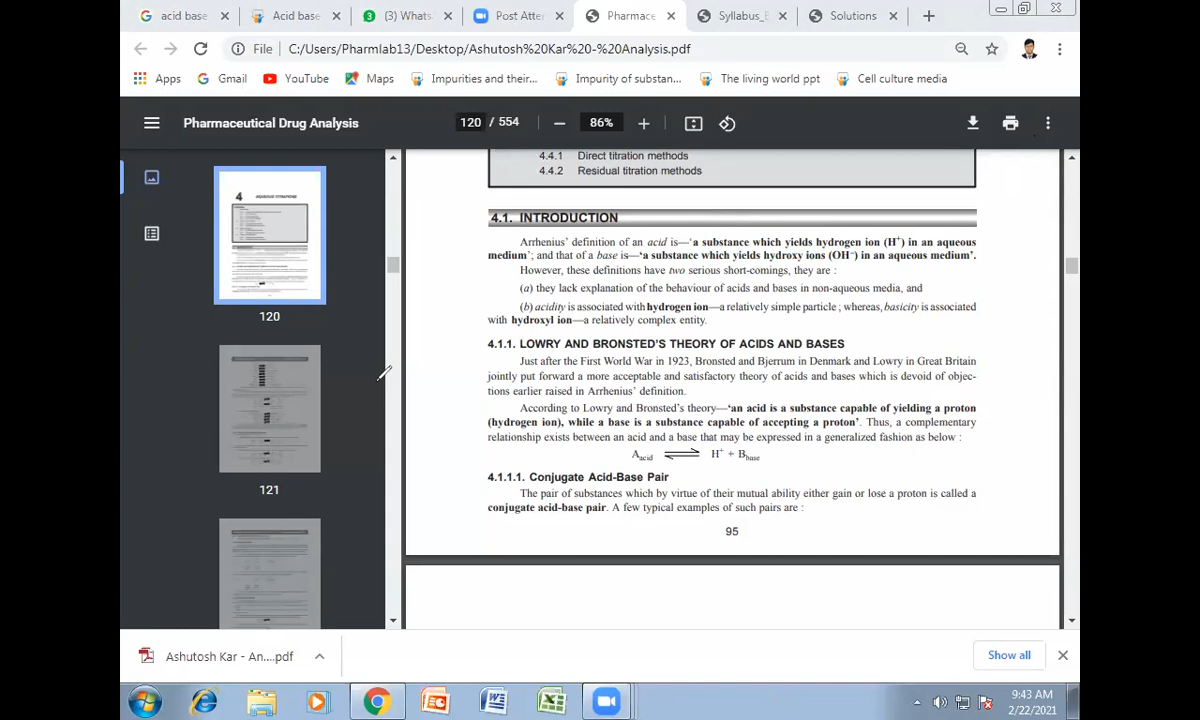 acid base
Acid base
(3) Whats
Post Atter
Pharmace
Syllabus_
Solutions
File
C:/Users/Pharmlab13/Desktop/Ashutosh%20Kar%20-%20Analysis.pdf
Apps
Gmail
YouTube
Maps
Impurities and their...
Impurity of substan...
The living world ppt
Cell culture media
Pharmaceutical Drug Analysis
120 / 554
86%
4.4.1 Direct titration methods
4.4.2 Residual titration methods
4.1. INTRODUCTION
Arrhenius' definition of an acid is—'a substance which yields hydrogen ion (H+) in an aqueous
medium'; and that of a base is—'a substance which yields hydroxy ions (OH–) in an aqueous medium'.
However, these definitions have two serious short-comings, they are :
(a) they lack explanation of the behaviour of acids and bases in non-aqueous media, and
(b) acidity is associated with hydrogen ion—a relatively simple particle ; whereas, basicity is associated
with hydroxyl ion—a relatively complex entity.
4.1.1. LOWRY AND BRONSTED'S THEORY OF ACIDS AND BASES
Just after the First World War in 1923, Bronsted and Bjerrum in Denmark and Lowry in Great Britain
jointly put forward a more acceptable and satisfactory theory of acids and bases which is devoid of objec-
tions earlier raised in Arrhenius' definition.
According to Lowry and Bronsted's theory—'an acid is a substance capable of yielding a proton
(hydrogen ion), while a base is a substance capable of accepting a proton'. Thus, a complementary
relationship exists between an acid and a base that may be expressed in a generalized fashion as below :
Aacid ⇌ H+ + Bbase
4.1.1.1. Conjugate Acid-Base Pair
The pair of substances which by virtue of their mutual ability either gain or lose a proton is called a
conjugate acid-base pair. A few typical examples of such pairs are :
95
4 AQUEOUS TITRATIONS
120
121
Ashutosh Kar - An....pdf
Show all
9:43 AM
2/22/2021